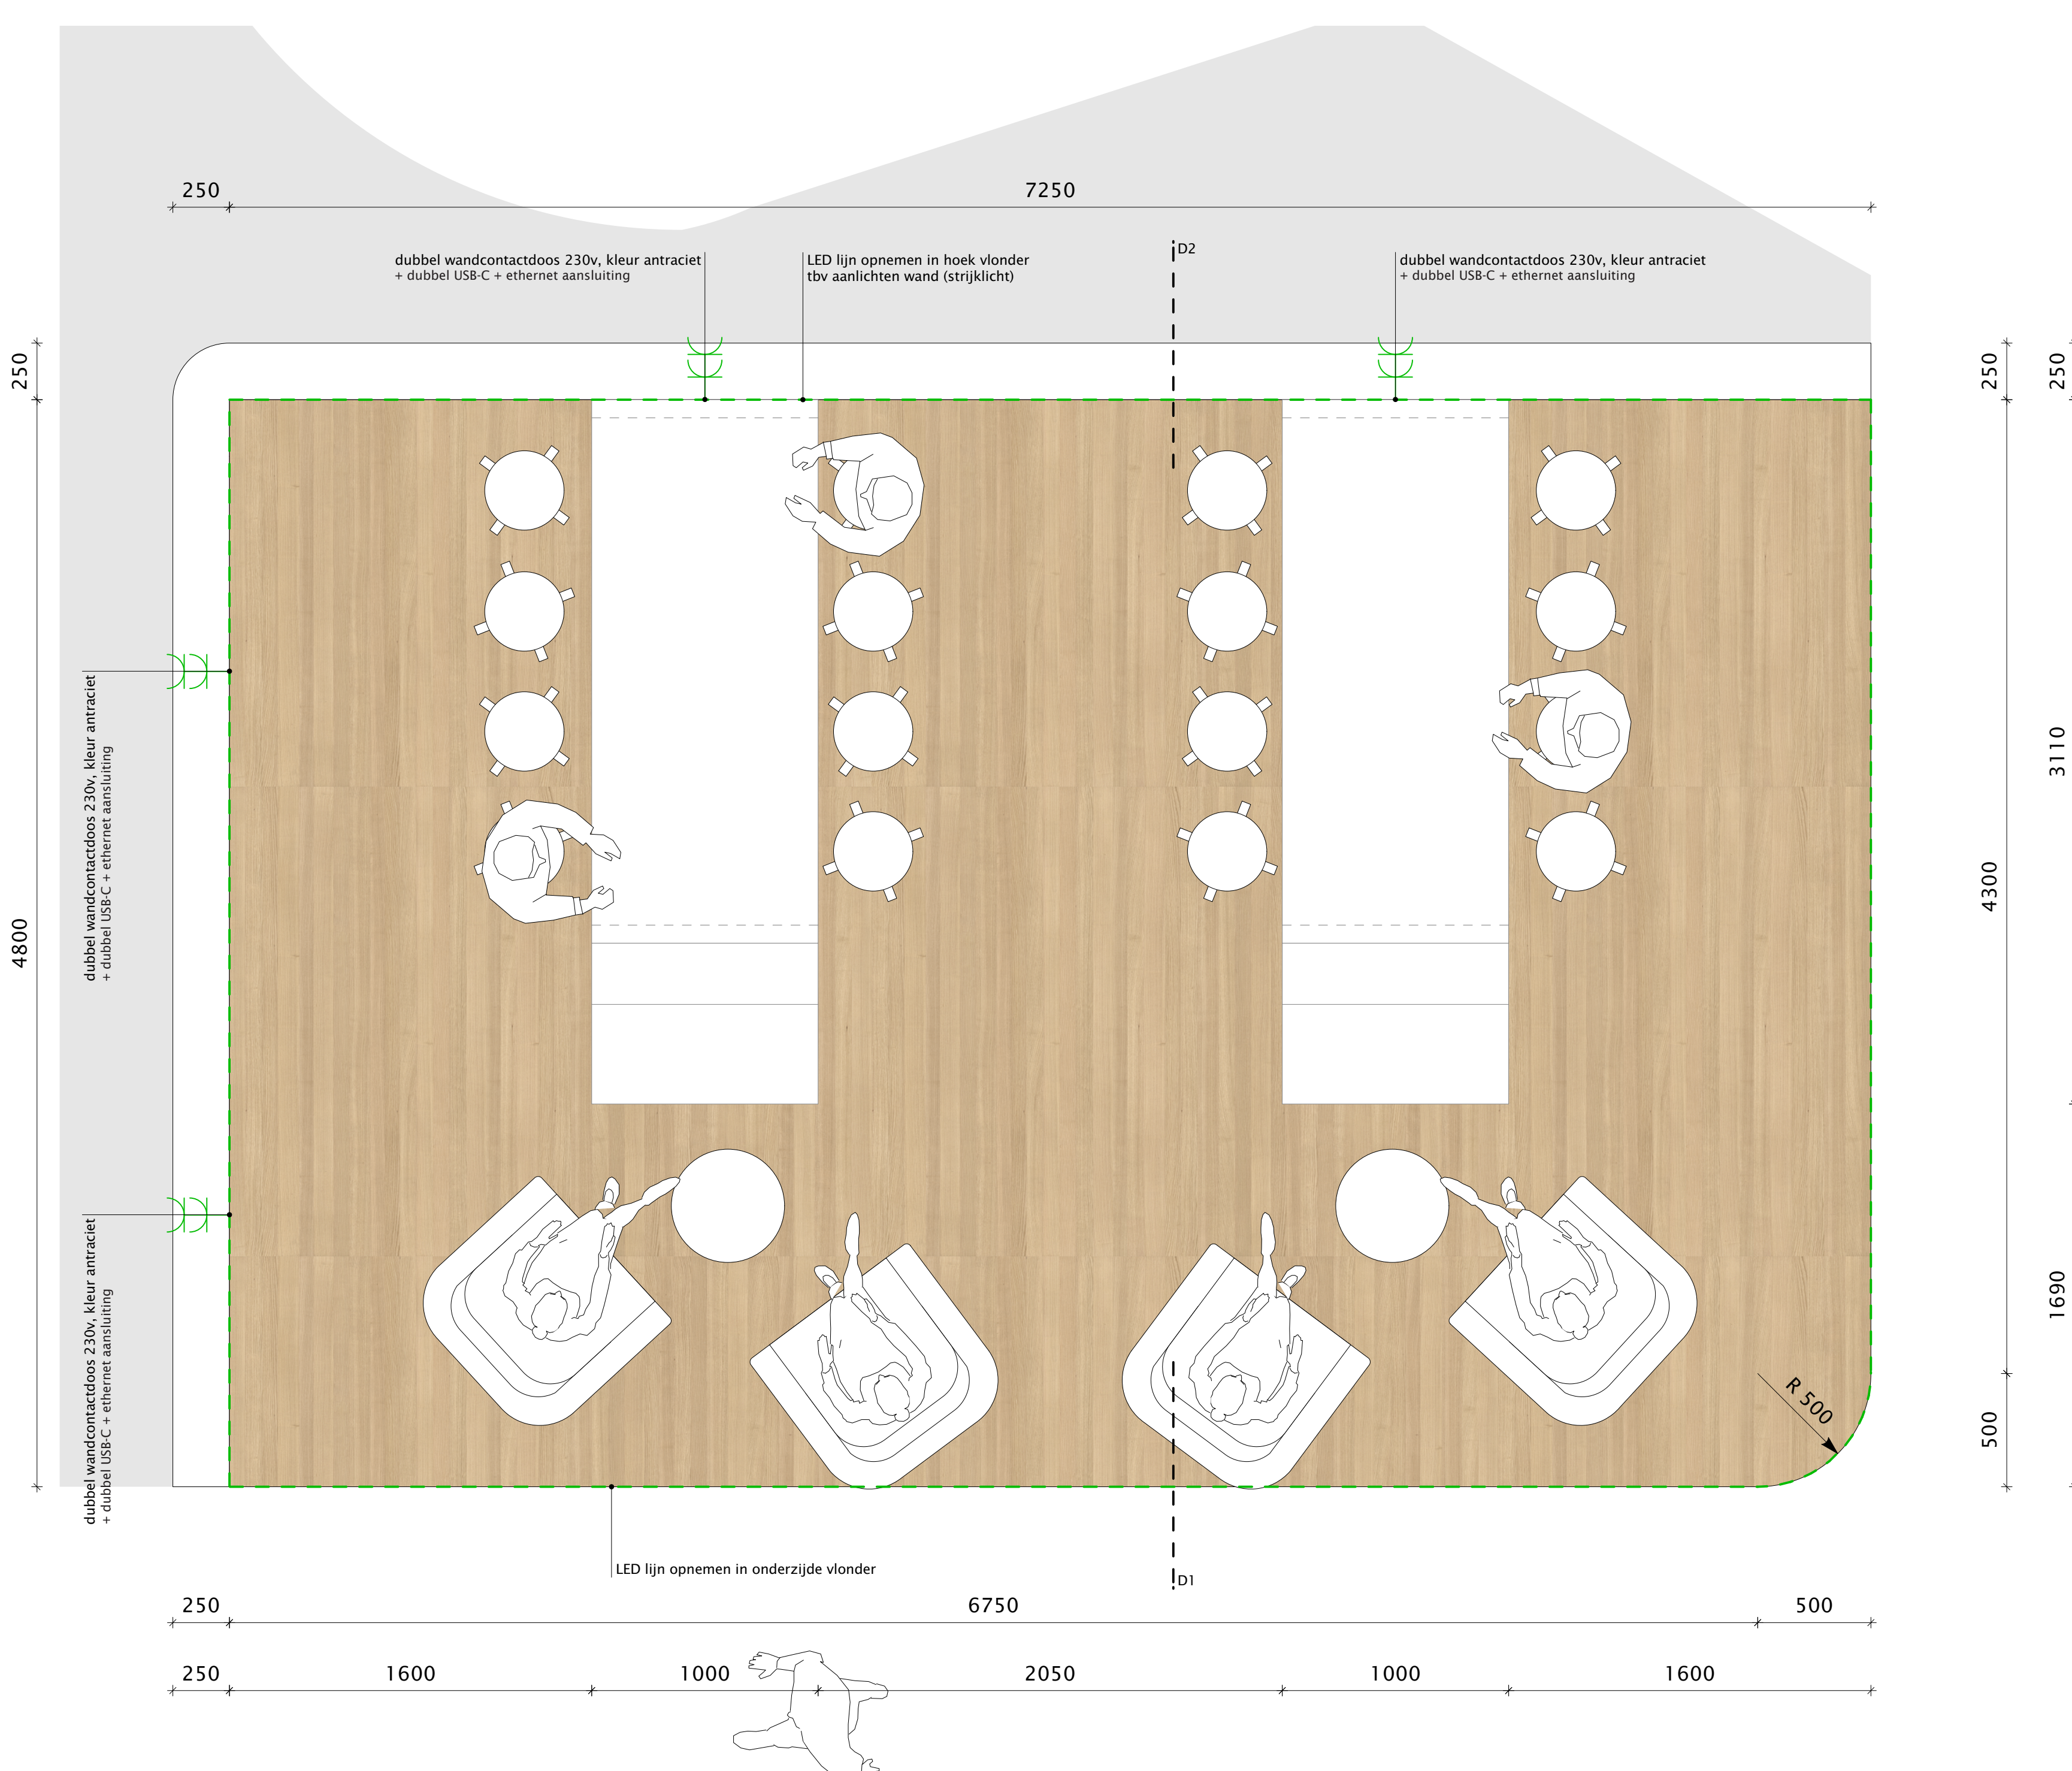 250
7250
dubbel wandcontactdoos 230v, kleur antraciet
+ dubbel USB-C + ethernet aansluiting
LED lijn opnemen in hoek vlonder
tbv aanlichten wand (strijklicht)
D2
dubbel wandcontactdoos 230v, kleur antraciet
+ dubbel USB-C + ethernet aansluiting
250
4800
dubbel wandcontactdoos 230v, kleur antraciet
+ dubbel USB-C + ethernet aansluiting
dubbel wandcontactdoos 230v, kleur antraciet
+ dubbel USB-C + ethernet aansluiting
250
4300
500
250
3110
1690
R 500
LED lijn opnemen in onderzijde vlonder
D1
250
6750
500
250
1600
1000
2050
1000
1600